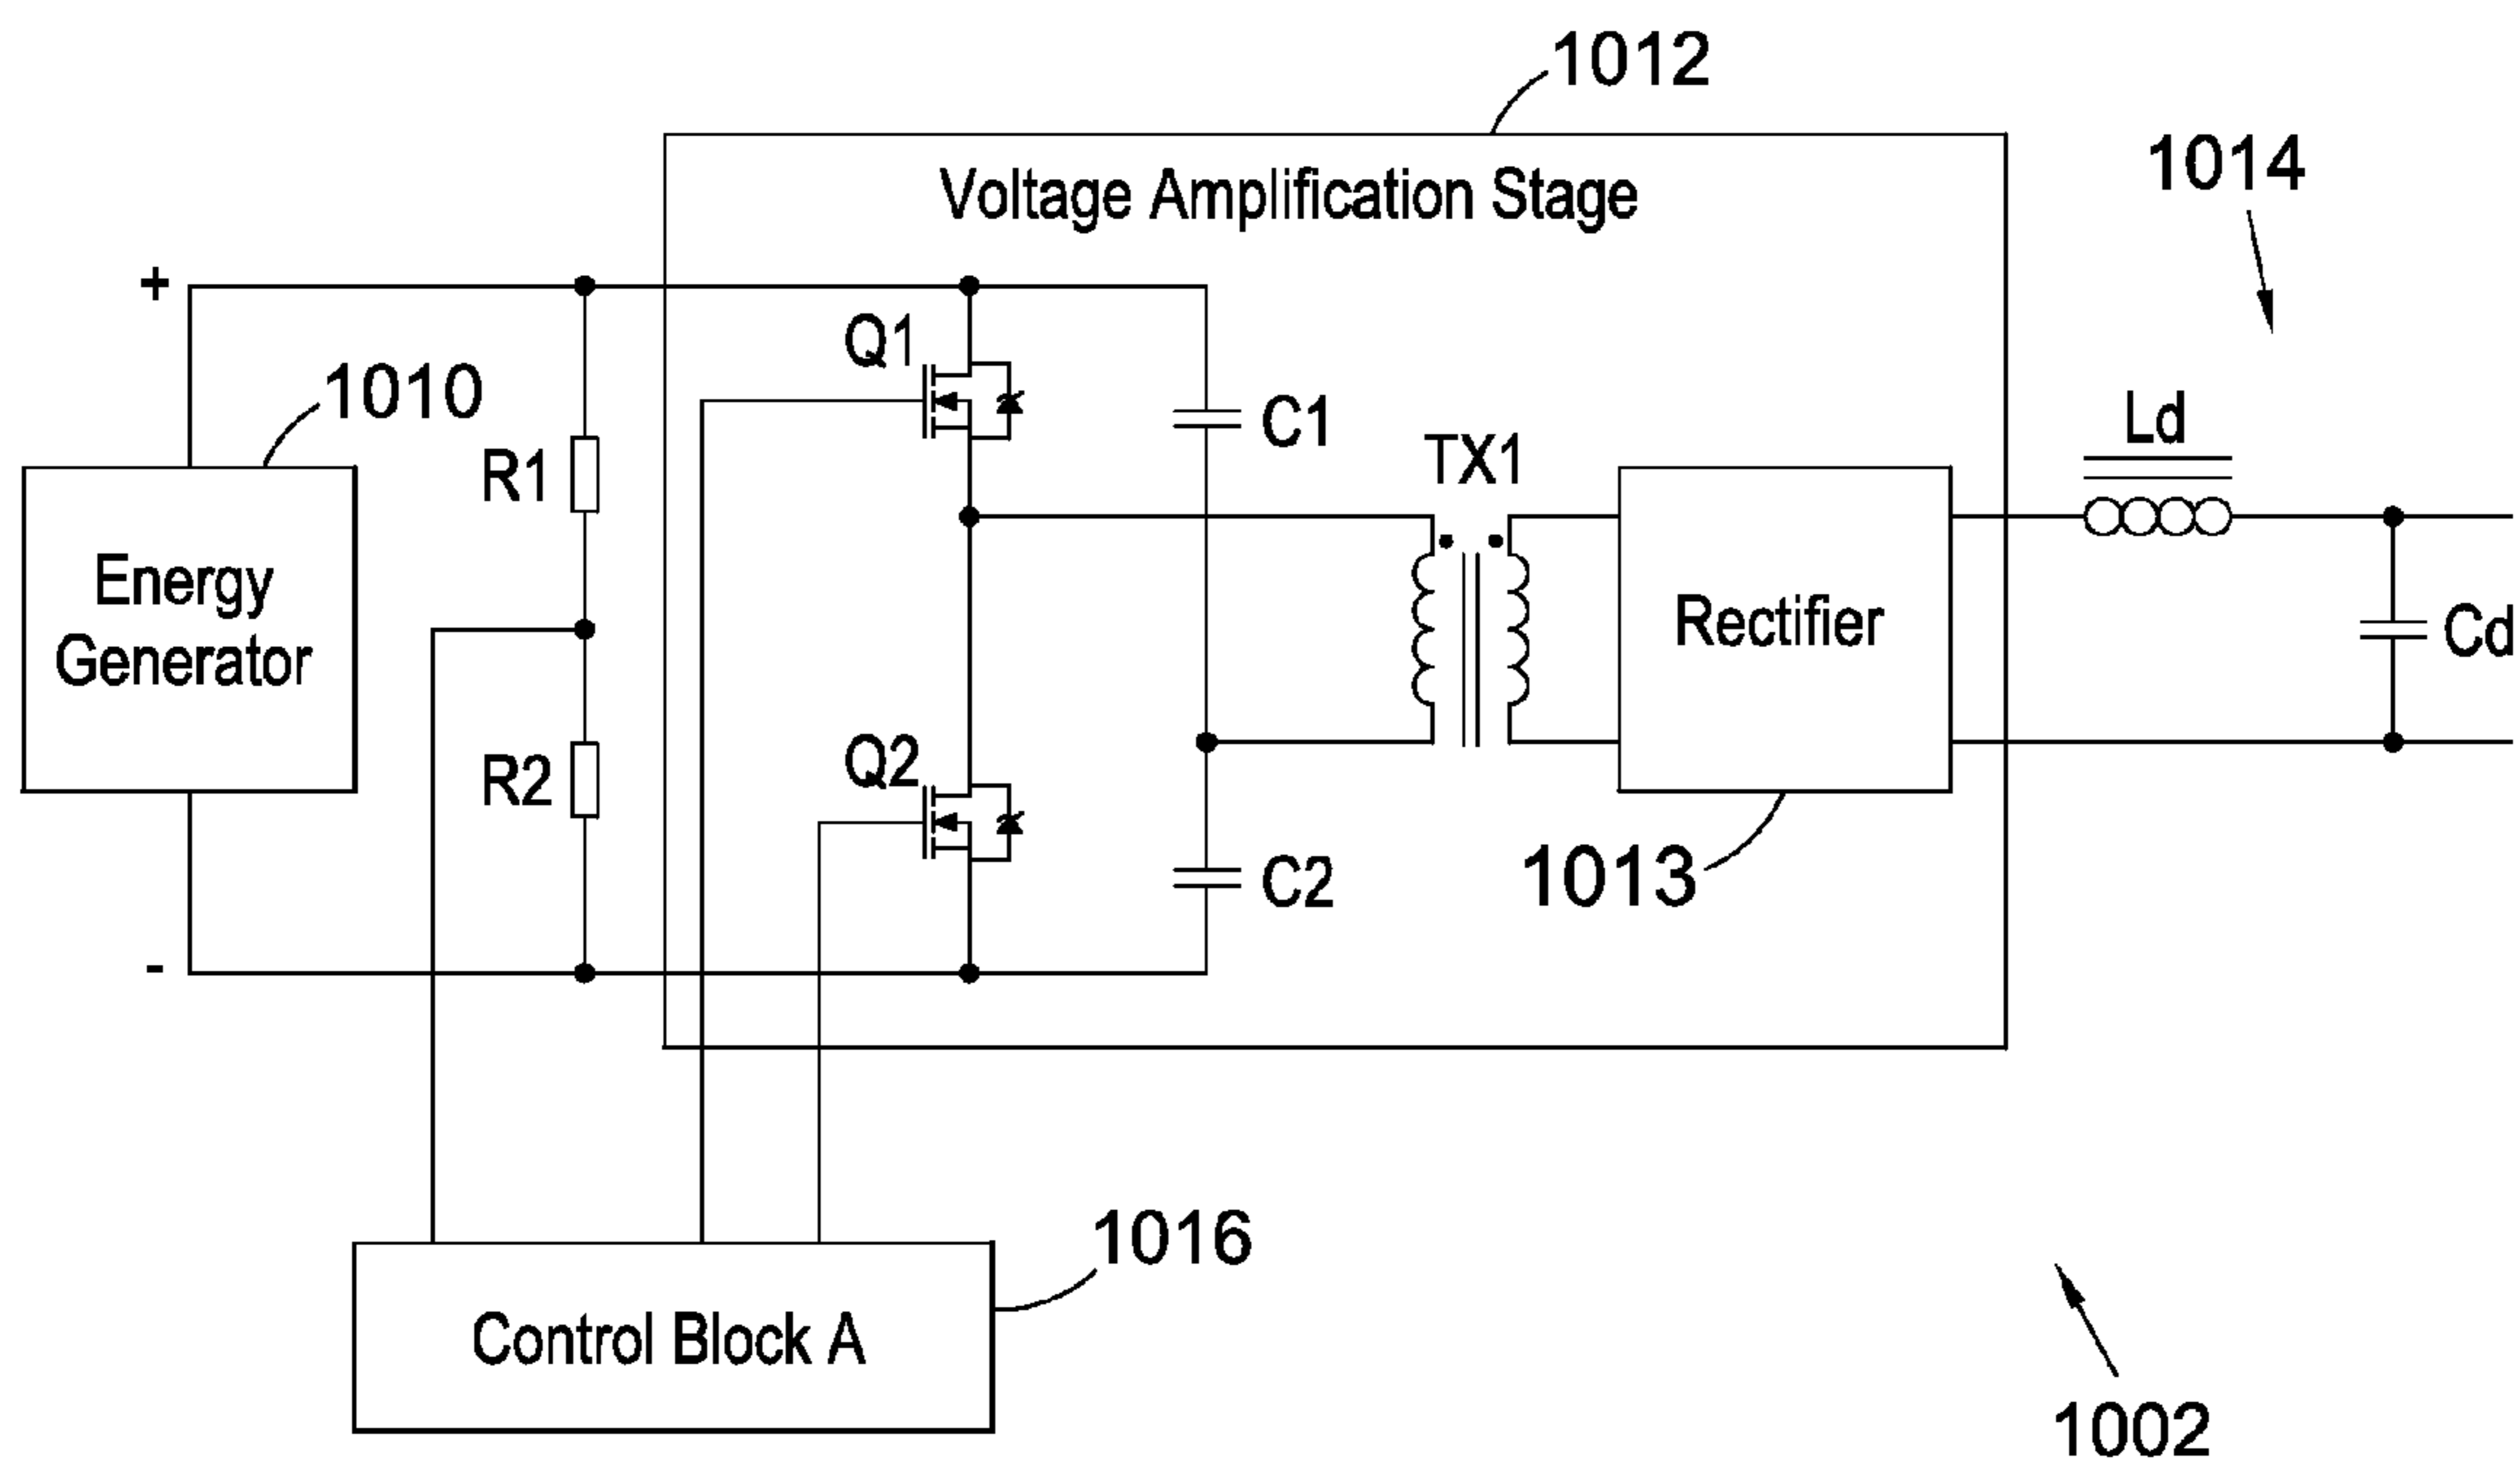 1012
1014
Voltage Amplification Stage
+
Q1
1010
C1
Ld
TX1
R1
Energy
Generator
Rectifier
Cd
Q2
R2
1013
C2
-
1016
Control Block A
1002